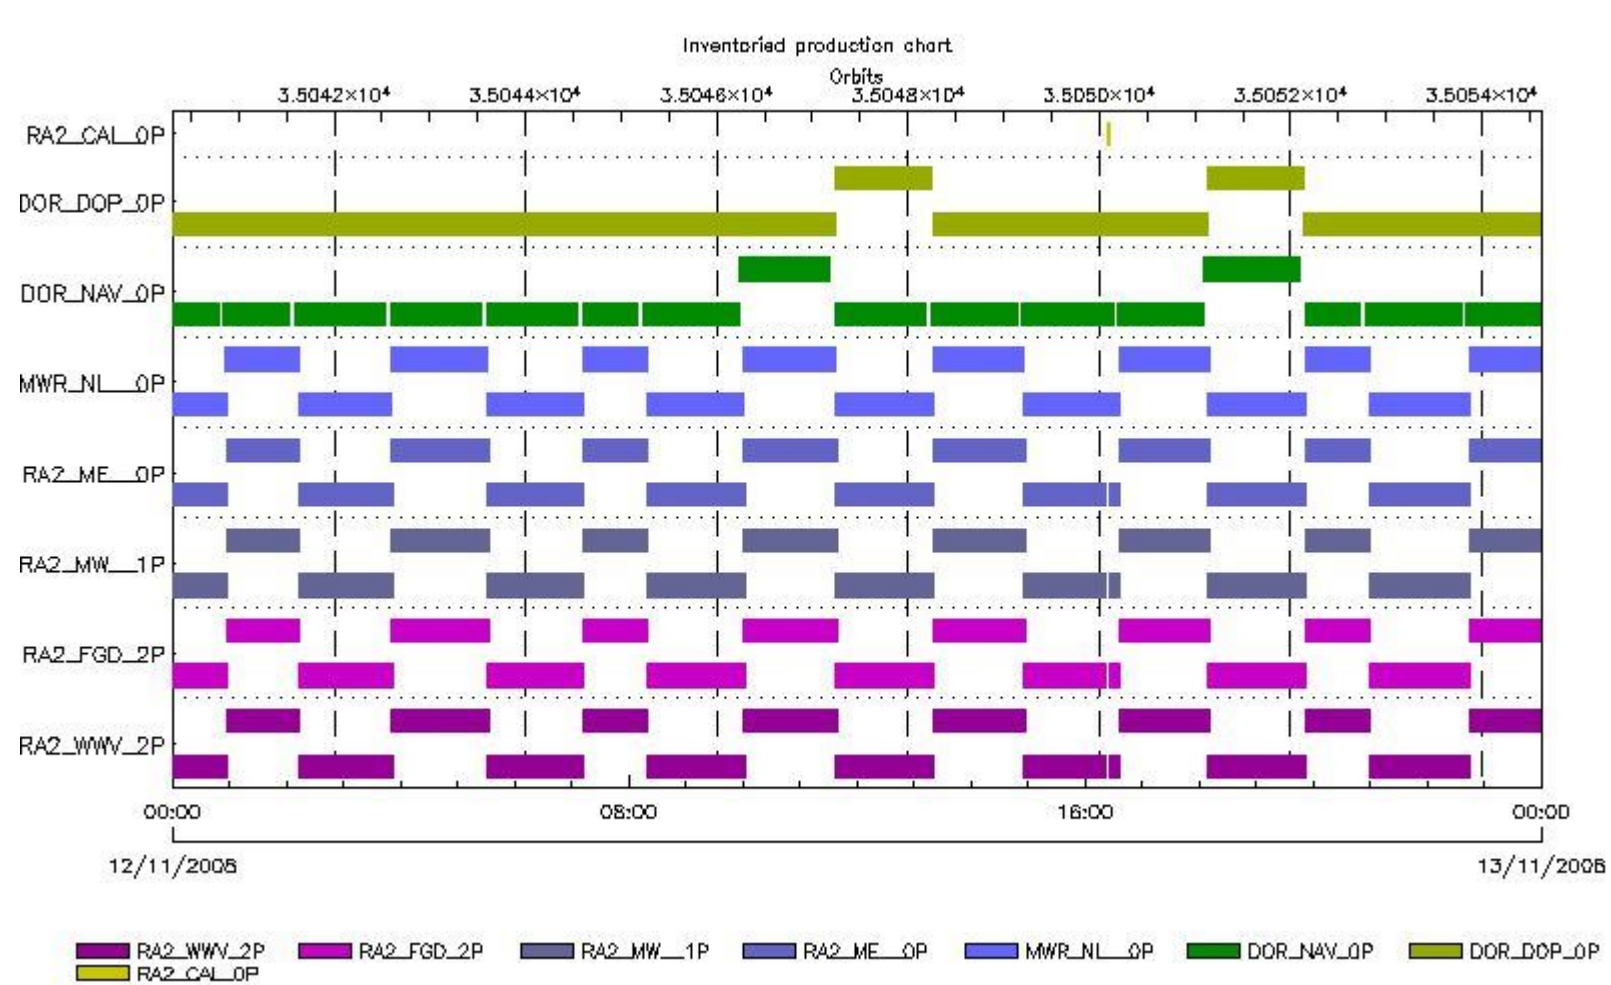 Inventoried production chart
Orbits
3.5042×10⁴ 3.5044×10⁴ 3.5046×10⁴ 3.5048×10⁴ 3.5050×10⁴ 3.5052×10⁴ 3.5054×10⁴
RA2_CAL_0P
DOR_DOP_0P
DOR_NAV_0P
MWR_NL__0P
RA2_ME__0P
RA2_MW__1P
RA2_FGD_2P
RA2_WWV_2P
00:00 08:00 16:00 00:00
12/11/2008 13/11/2008
RA2_WWV_2P RA2_FGD_2P RA2_MW__1P RA2_ME__0P MWR_NL__0P DOR_NAV_0P DOR_DOP_0P
RA2_CAL_0P